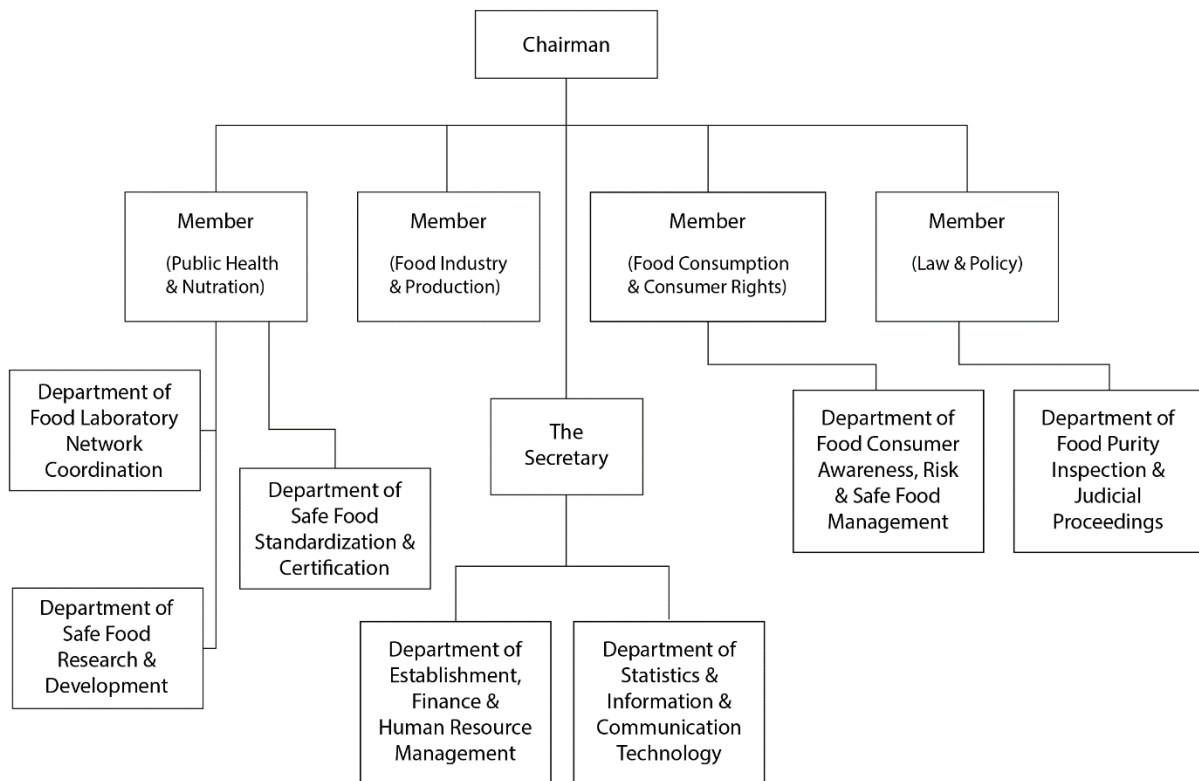 Chairman
Member
(Public Health
& Nutration)
Member
(Food Industry
& Production)
Member
(Food Consumption
& Consumer Rights)
Member
(Law & Policy)
Department of
Food Laboratory
Network
Coordination
Department of
Safe Food
Standardization &
Certification
Department of
Safe Food
Research &
Development
The
Secretary
Department of
Establishment,
Finance &
Human Resource
Management
Department of
Statistics &
Information &
Communication
Technology
Department of
Food Consumer
Awareness, Risk
& Safe Food
Management
Department of
Food Purity
Inspection &
Judicial
Proceedings